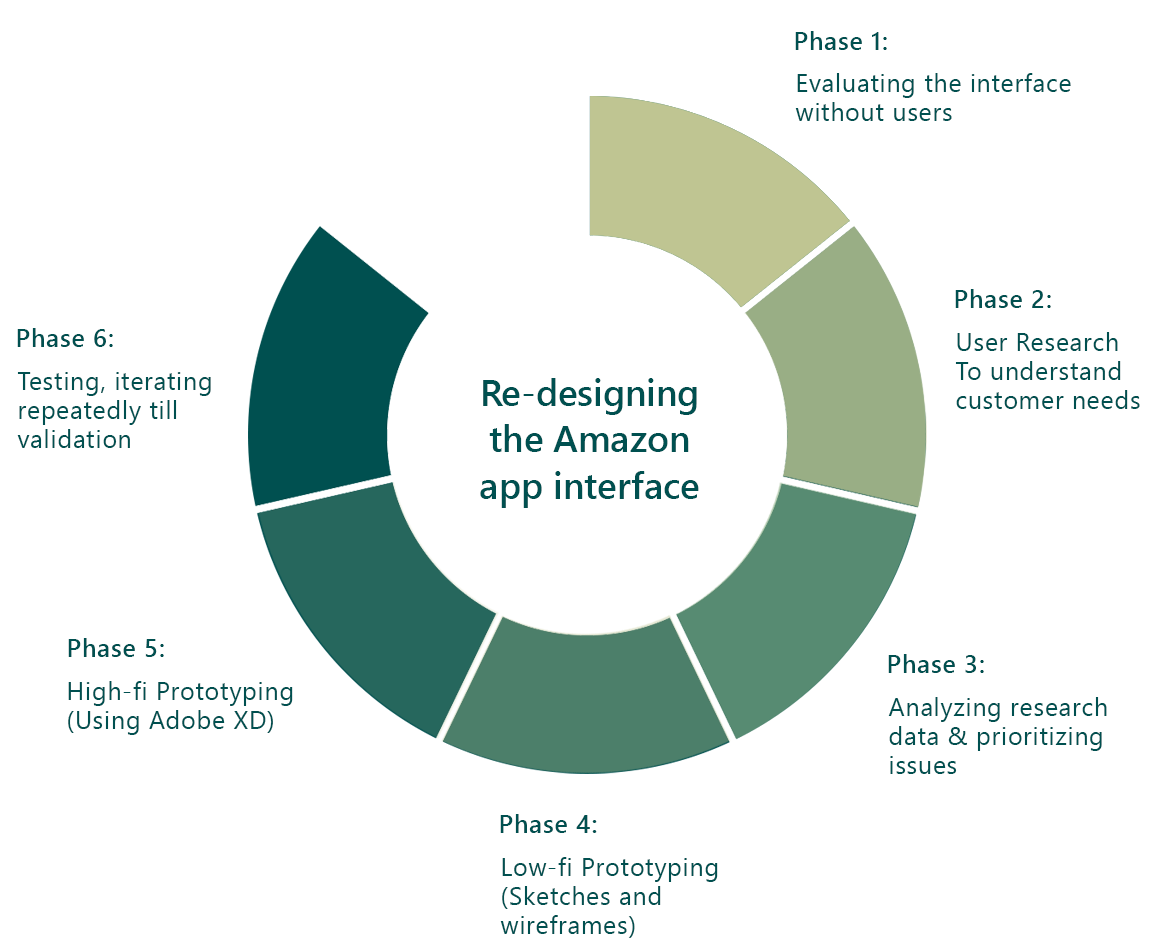 Phase 1:
Evaluating the interface
without users
Phase 2:
User Research
To understand
customer needs
Re-designing
the Amazon
app interface
Phase 3:
Analyzing research
data & prioritizing
issues
Phase 4:
Low-fi Prototyping
(Sketches and
wireframes)
Phase 5:
High-fi Prototyping
(Using Adobe XD)
Phase 6:
Testing, iterating
repeatedly till
validation